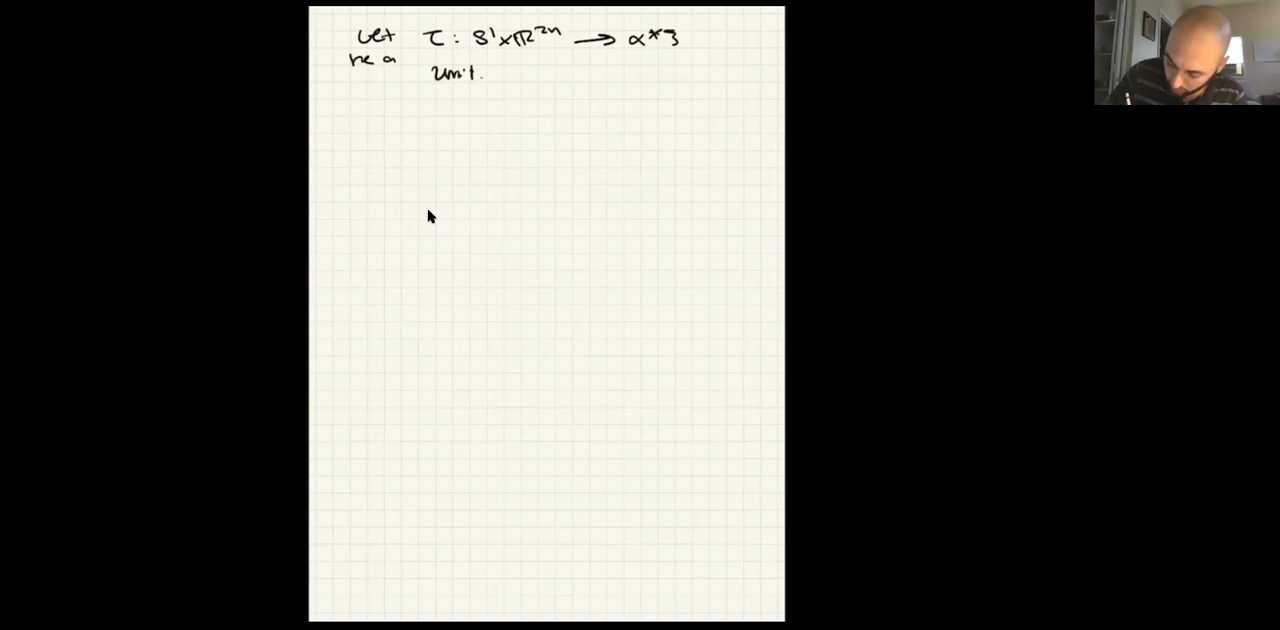 Let τ : S¹ × ℝ²ⁿ → α*ξ
be a unit.